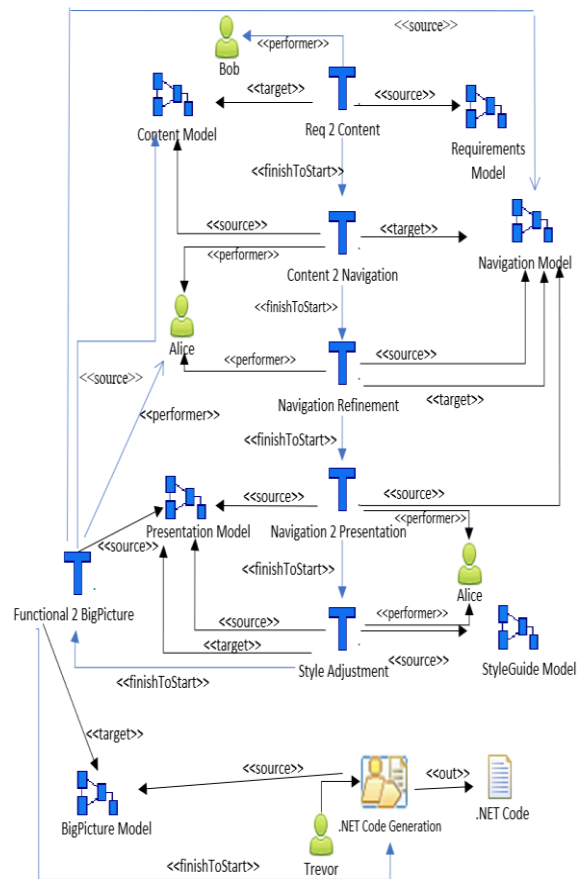 <<source>>
<<performer>>
Bob
<<target>>
<<source>>
Content Model
Req 2 Content
Requirements
Model
<<finishToStart>>
<<source>>
<<target>>
<<performer>>
Content 2 Navigation
Navigation Model
<<finishToStart>>
Alice
<<performer>>
<<source>>
<<source>>
<<target>>
Navigation Refinement
<<performer>>
<<finishToStart>>
<<source>>
<<source>>
<<performer>>
Presentation Model
Navigation 2 Presentation
<<source>>
Alice
<<finishToStart>>
Functional 2 BigPicture
<<source>>
<<performer>>
<<target>>
<<source>>
Style Adjustment
StyleGuide Model
<<finishToStart>>
<<target>>
<<source>>
<<out>>
BigPicture Model
.NET Code Generation
.NET Code
Trevor
<<finishToStart>>